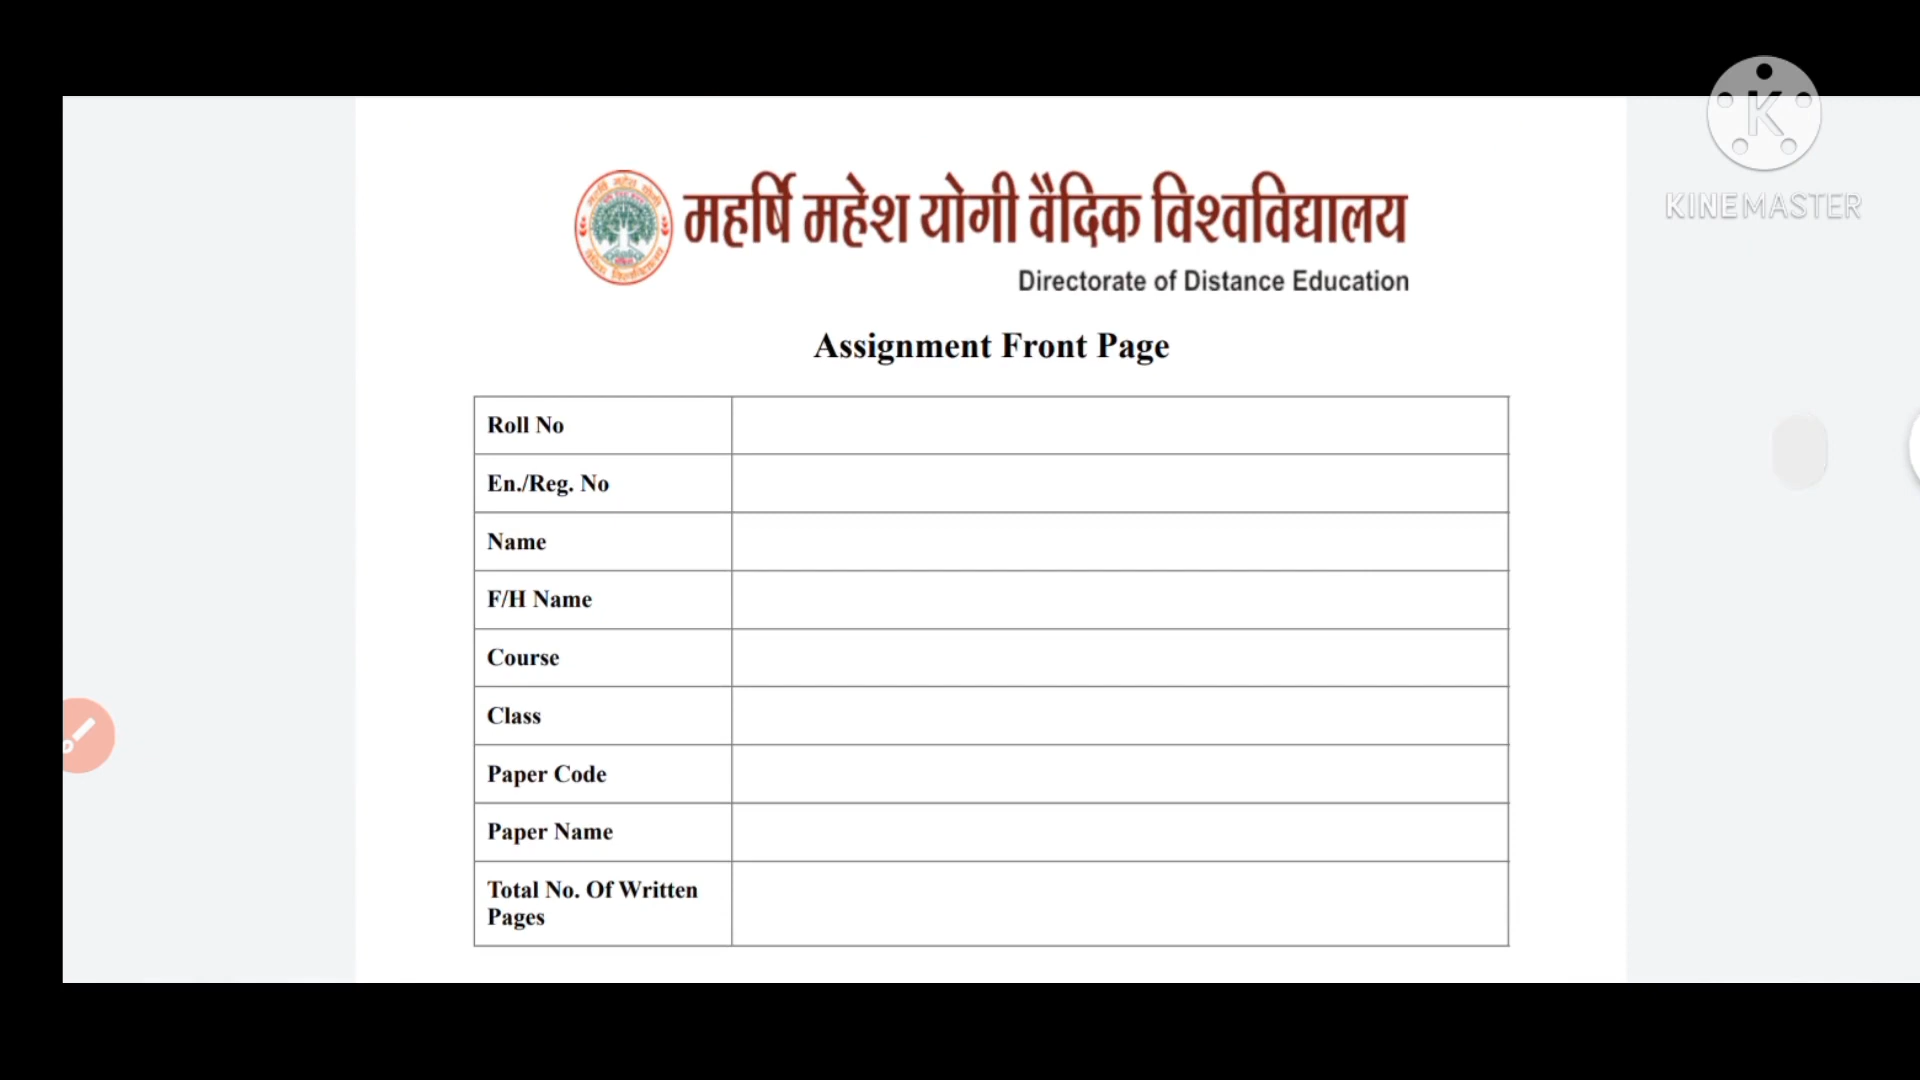 महर्षि महेश योगी वैदिक विश्वविद्यालय
Directorate of Distance Education
Assignment Front Page
Roll No
En./Reg. No
Name
F/H Name
Course
Class
Paper Code
Paper Name
Total No. Of Written
Pages
K
KINEMASTER